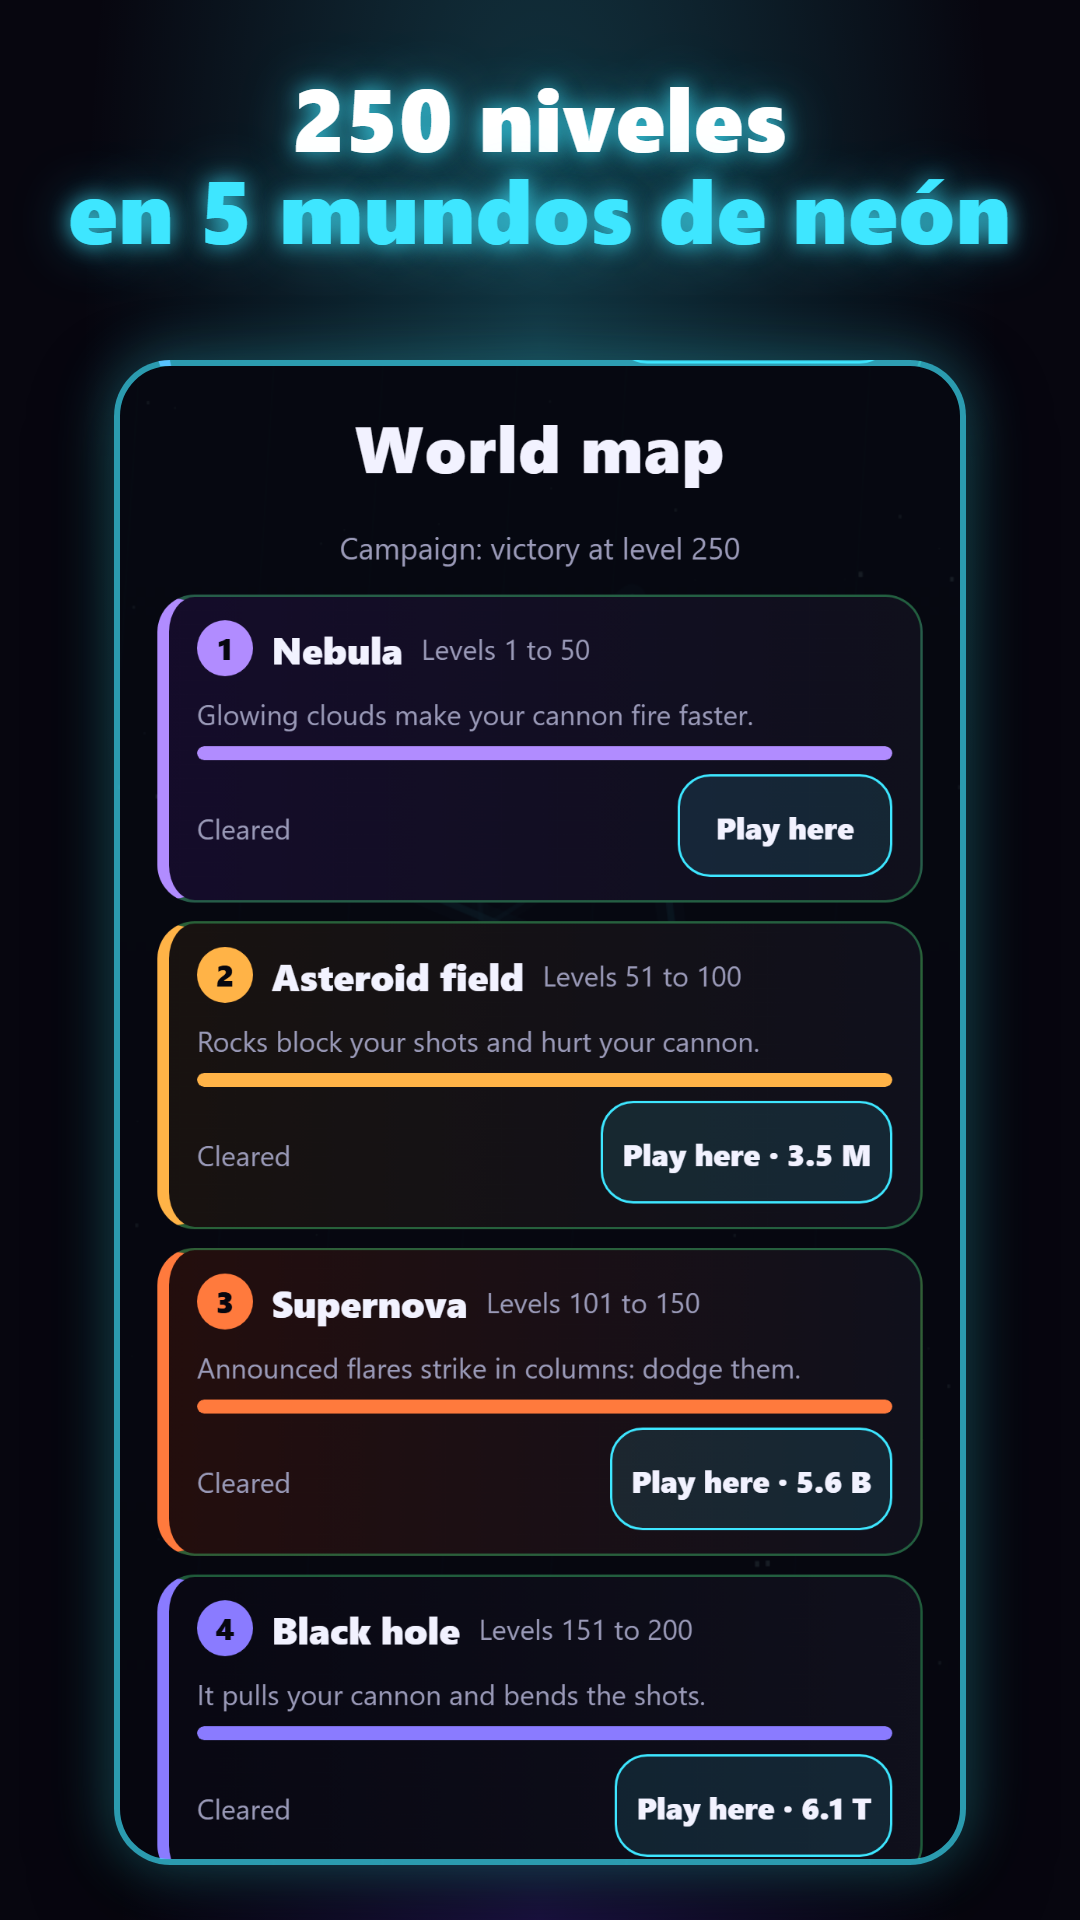 250 niveles
en 5 mundos de neón
World map
Campaign: victory at level 250
1 Nebula Levels 1 to 50
Glowing clouds make your cannon fire faster.
Cleared Play here
2 Asteroid field Levels 51 to 100
Rocks block your shots and hurt your cannon.
Cleared Play here · 3.5 M
3 Supernova Levels 101 to 150
Announced flares strike in columns: dodge them.
Cleared Play here · 5.6 B
4 Black hole Levels 151 to 200
It pulls your cannon and bends the shots.
Cleared Play here · 6.1 T